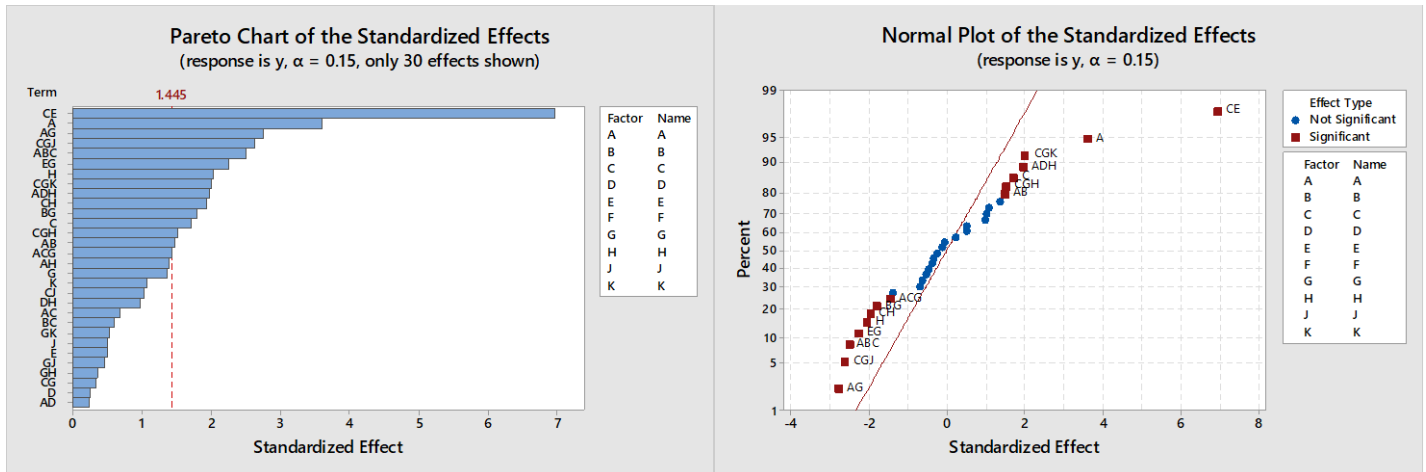 Pareto Chart of the Standardized Effects
(response is y, α = 0.15, only 30 effects shown)
Term
1.445
CE
A
AG
CGJ
ABC
EG
H
CGK
ADH
CH
BG
C
CGH
AB
ACG
AH
G
K
CJ
DH
AC
BC
GK
J
E
GJ
GH
CG
D
AD
0 1 2 3 4 5 6 7
Standardized Effect
Factor Name
A A
B B
C C
D D
E E
F F
G G
H H
J J
K K
Normal Plot of the Standardized Effects
(response is y, α = 0.15)
Percent
99
95
90
80
70
60
50
40
30
20
10
5
1
CE
A
CGK
ADH
C
CGH
AB
ACG
BG
CH
H
EG
ABC
CGJ
AG
-4 -2 0 2 4 6 8
Standardized Effect
Effect Type
Not Significant
Significant
Factor Name
A A
B B
C C
D D
E E
F F
G G
H H
J J
K K